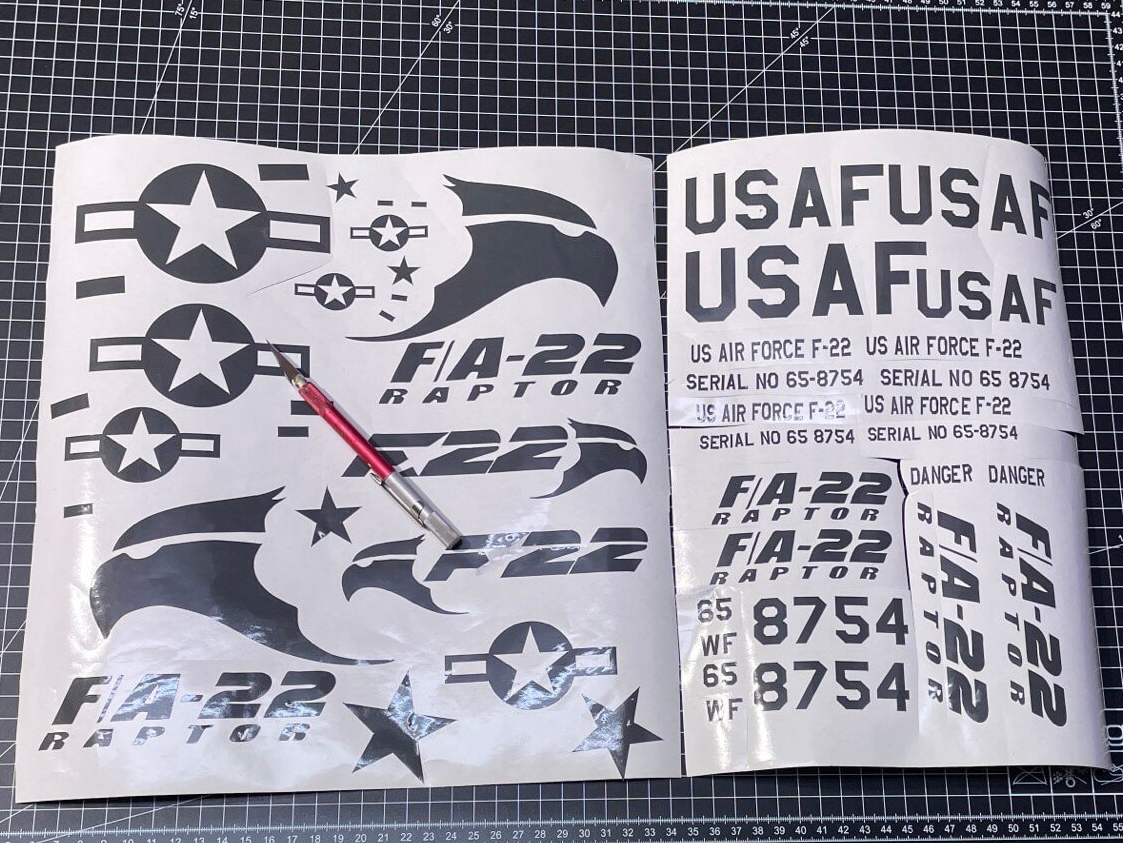 F/A-22
RAPTOR
F22
F-22
F/A-22
RAPTOR
USAFUSAF
USAFUSAF
US AIR FORCE F-22 US AIR FORCE F-22
SERIAL NO 65-8754 SERIAL NO 65 8754
US AIR FORCE F-22 US AIR FORCE F-22
SERIAL NO 65 8754 SERIAL NO 65-8754
DANGER DANGER
F/A-22
RAPTOR
F/A-22
RAPTOR
F/A-22
RAPTOR
F/A-22
RAPTOR
65 8754
WF
65 8754
WF